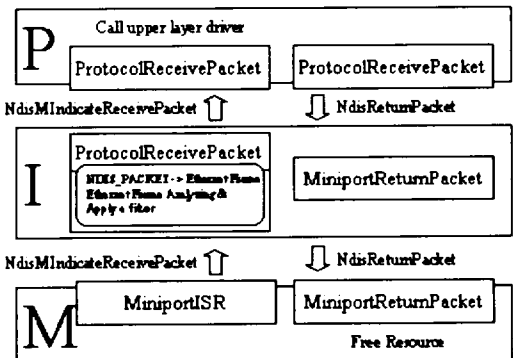 P
Call upper layer driver
ProtocolReceivePacket
ProtocolReceivePacket
NdisMIndicateReceivePacket
NdisReturnPacket
I
ProtocolReceivePacket
NDIS_PACKET -> Ethernet Frame
Ethernet Frame Analyzing &
Apply a filter
MiniportReturnPacket
NdisMIndicateReceivePacket
NdisReturnPacket
M
MiniportISR
MiniportReturnPacket
Free Resource